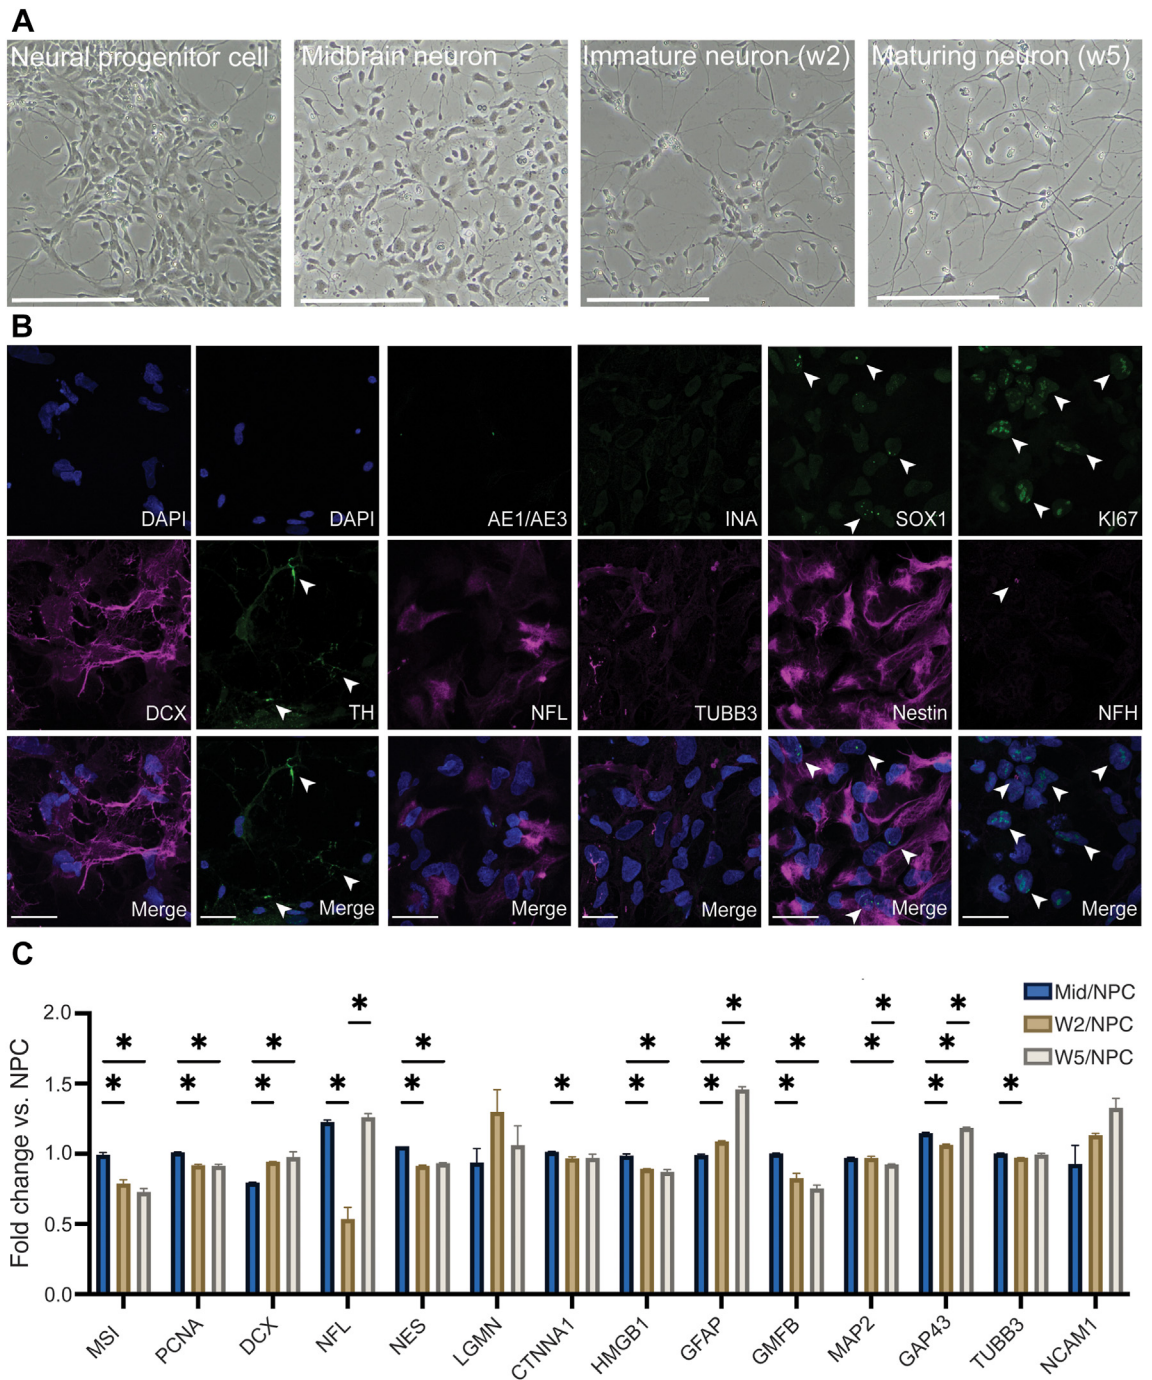 A
Neural progenitor cell
Midbrain neuron
Immature neuron (w2)
Maturing neuron (w5)
B
DAPI
DAPI
AE1/AE3
INA
SOX1
KI67
DCX
TH
NFL
TUBB3
Nestin
NFH
Merge
Merge
Merge
Merge
Merge
Merge
C
Fold change vs. NPC
2.0
1.5
1.0
0.5
0.0
* * * * * * * * * * * * * * * * * * * * * * *
Mid/NPC
W2/NPC
W5/NPC
MSI
PCNA
DCX
NFL
NES
LGMN
CTNNA1
HMGB1
GFAP
GMFB
MAP2
GAP43
TUBB3
NCAM1